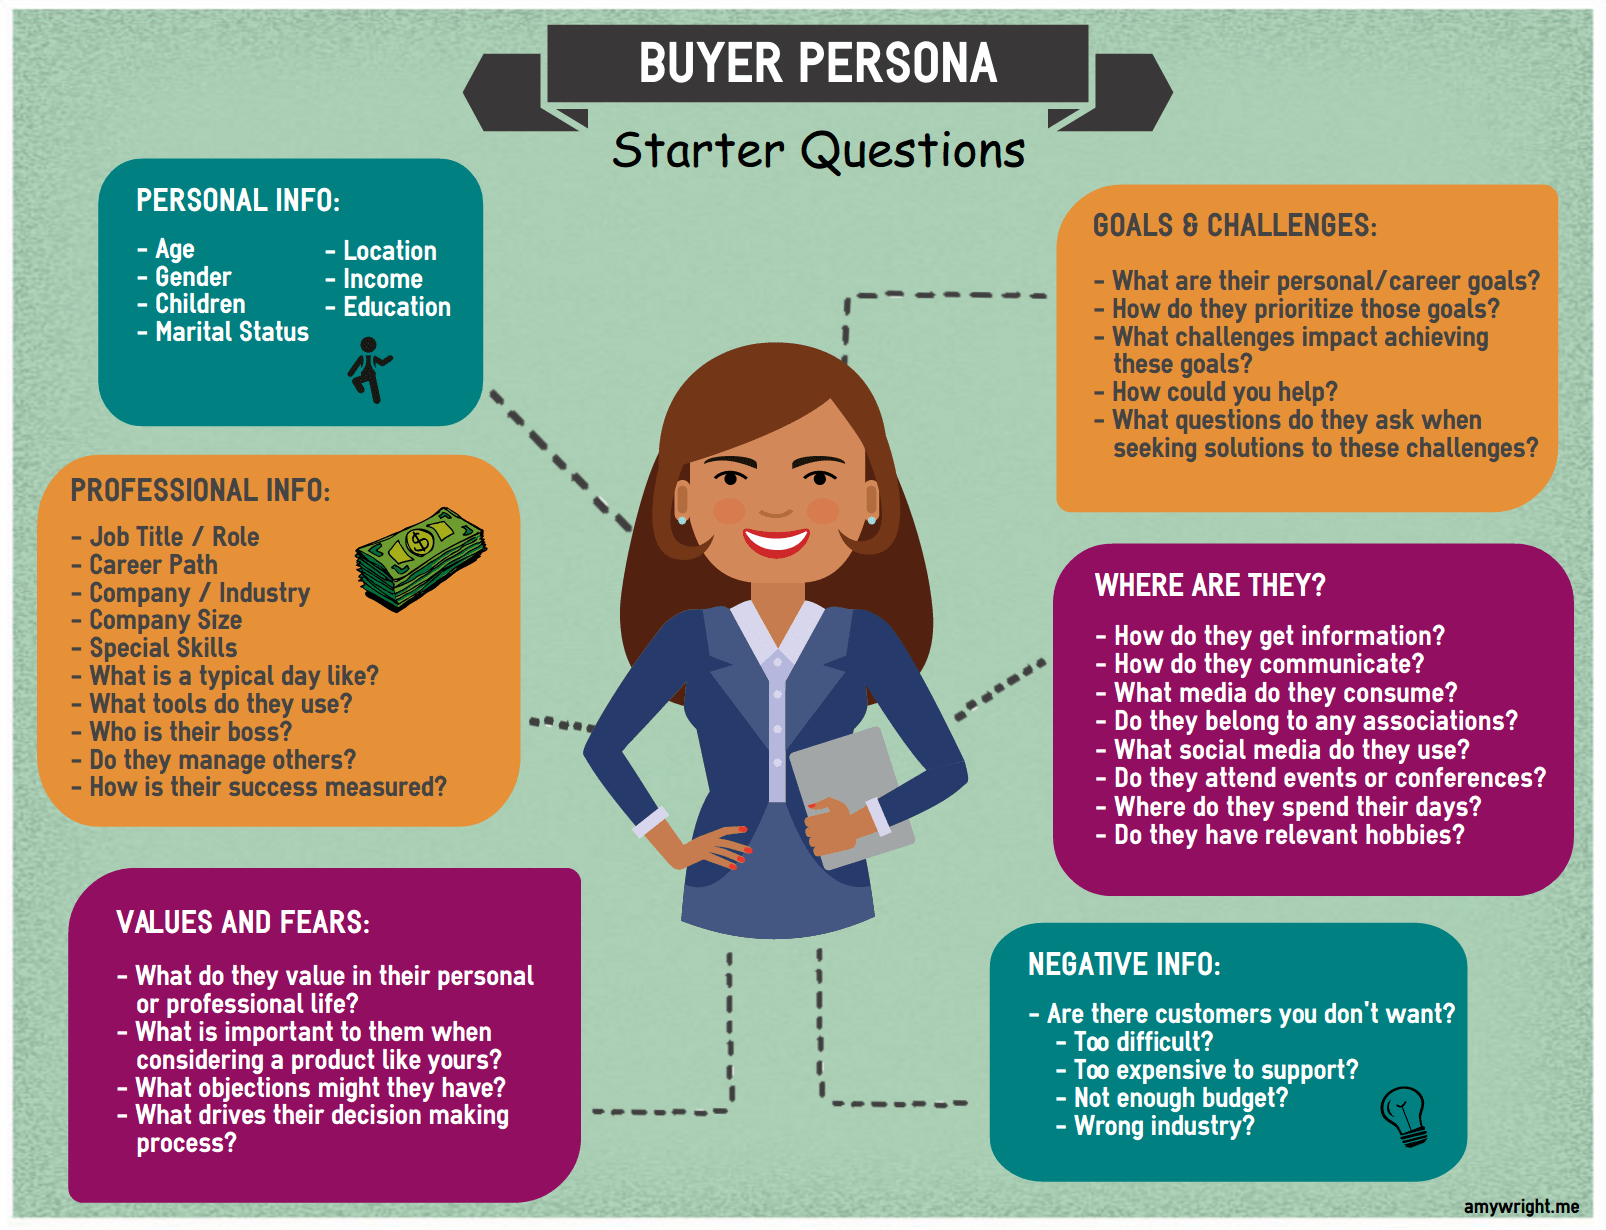 BUYER PERSONA
Starter Questions
PERSONAL INFO:
- Age
- Gender
- Children
- Marital Status
- Location
- Income
- Education
PROFESSIONAL INFO:
- Job Title / Role
- Career Path
- Company / Industry
- Company Size
- Special Skills
- What is a typical day like?
- What tools do they use?
- Who is their boss?
- Do they manage others?
- How is their success measured?
$
VALUES AND FEARS:
- What do they value in their personal
or professional life?
- What is important to them when
considering a product like yours?
- What objections might they have?
- What drives their decision making
process?
GOALS & CHALLENGES:
- What are their personal/career goals?
- How do they prioritize those goals?
- What challenges impact achieving
these goals?
- How could you help?
- What questions do they ask when
seeking solutions to these challenges?
WHERE ARE THEY?
- How do they get information?
- How do they communicate?
- What media do they consume?
- Do they belong to any associations?
- What social media do they use?
- Do they attend events or conferences?
- Where do they spend their days?
- Do they have relevant hobbies?
NEGATIVE INFO:
- Are there customers you don't want?
- Too difficult?
- Too expensive to support?
- Not enough budget?
- Wrong industry?
amywright.me